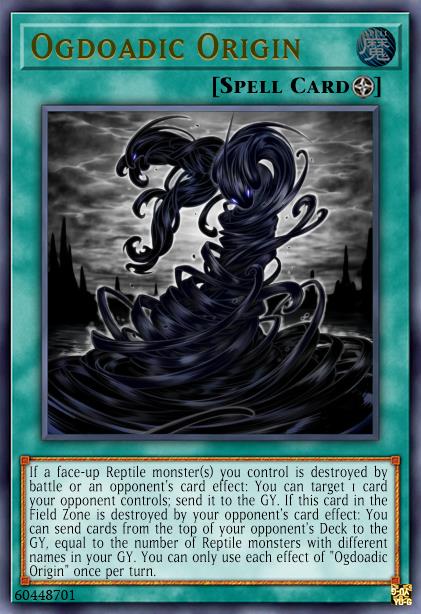 OGDOADIC ORIGIN
[SPELL CARD]
If a face-up Reptile monster(s) you control is destroyed by
battle or an opponent's card effect: You can target 1 card
your opponent controls; send it to the GY. If this card in the
Field Zone is destroyed by your opponent's card effect: You
can send cards from the top of your opponent's Deck to the
GY, equal to the number of Reptile monsters with different
names in your GY. You can only use each effect of "Ogdoadic
Origin" once per turn.
60448701